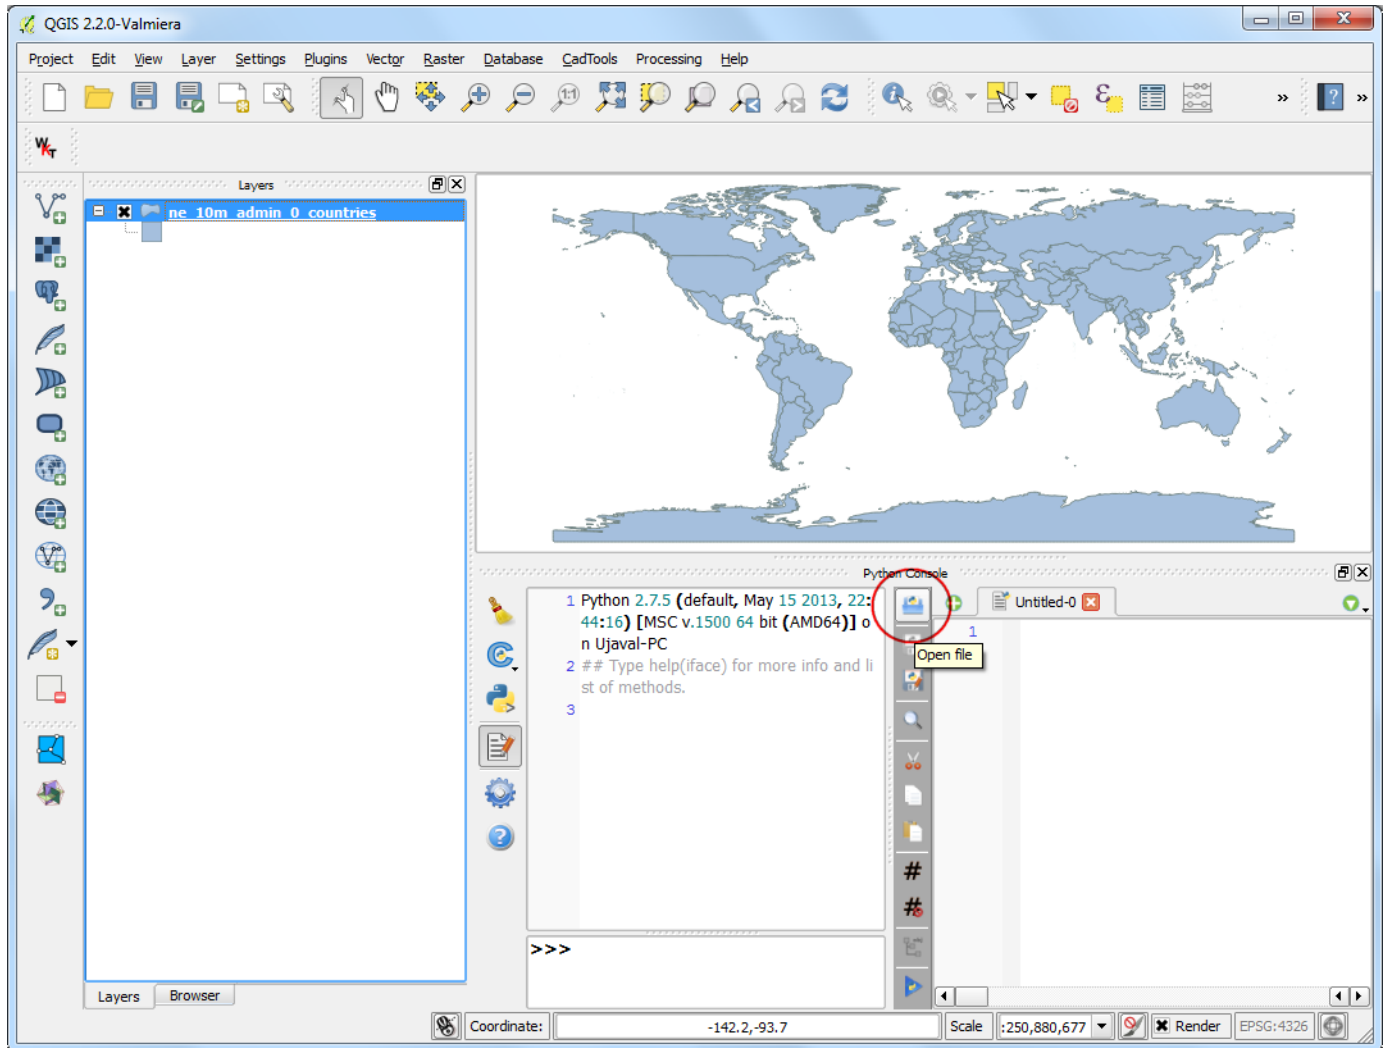 QGIS 2.2.0-Valmiera
Project Edit View Layer Settings Plugins Vector Raster Database CadTools Processing Help
1:1
ε
?
»
»
WKT
Layers
ne_10m_admin_0_countries
Python Console
1 Python 2.7.5 (default, May 15 2013, 22:
44:16) [MSC v.1500 64 bit (AMD64)] o
n Ujaval-PC
2 ## Type help(iface) for more info and li
st of methods.
3
>>>
Untitled-0
1
Open file
#
#
?
Layers Browser
Coordinate: -142.2,-93.7 Scale :250,880,677 Render EPSG:4326